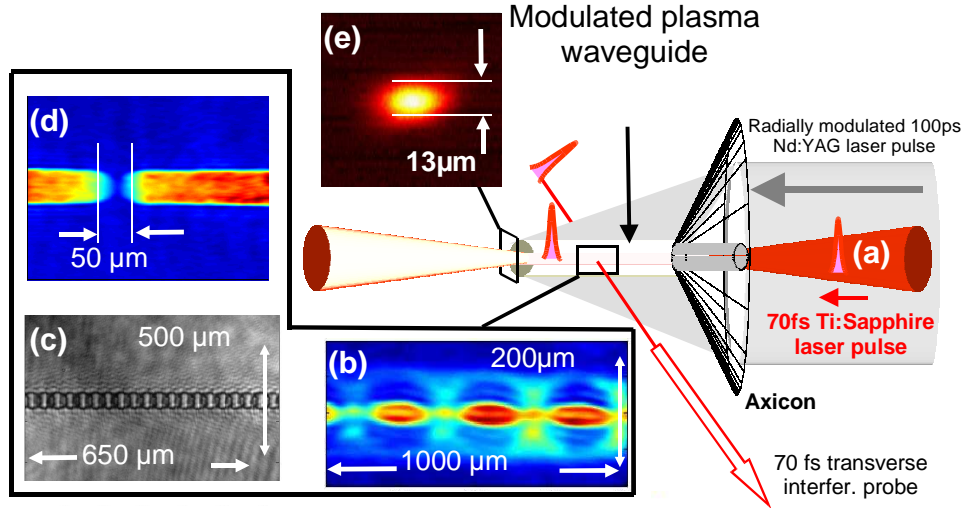 Modulated plasma
waveguide
(e)
13µm
Radially modulated 100ps
Nd:YAG laser pulse
(a)
70fs Ti:Sapphire
laser pulse
Axicon
70 fs transverse
interfer. probe
(d)
50 µm
(c)
500 µm
650 µm
(b)
200µm
1000 µm